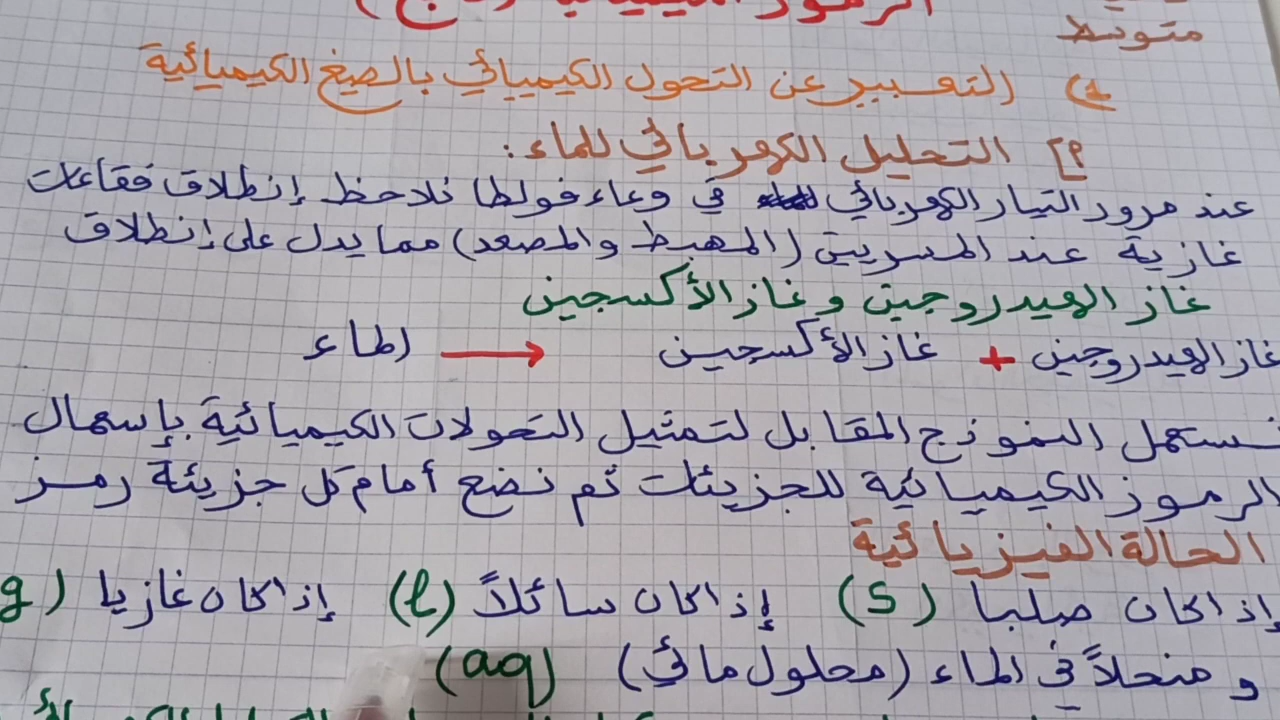 متوسط
1) التعبير عن التحول الكيميائي بالصيغ الكيميائية
أ] التحليل الكهربائي للماء:
عند مرور التيار الكهربائي في وعاء فولطا نلاحظ إنطلاق فقاعات
غازية عند المسريين (المهبط والمصعد) مما يدل على إنطلاق
غاز الهيدروجين وغاز الأكسجين
الماء → غاز الأكسجين + غاز الهيدروجين
نستعمل النموذج المقابل لتمثيل التحولات الكيميائية بإستعمال
الرموز الكيميائية للجزيئات ثم نضع أمام كل جزيئة رمز
الحالة الفيزيائية
إذا كان صلبا (s) إذا كان سائلاً (l) إذا كان غازيا (g
و منحلاً في الماء (محلول مائي) (aq)